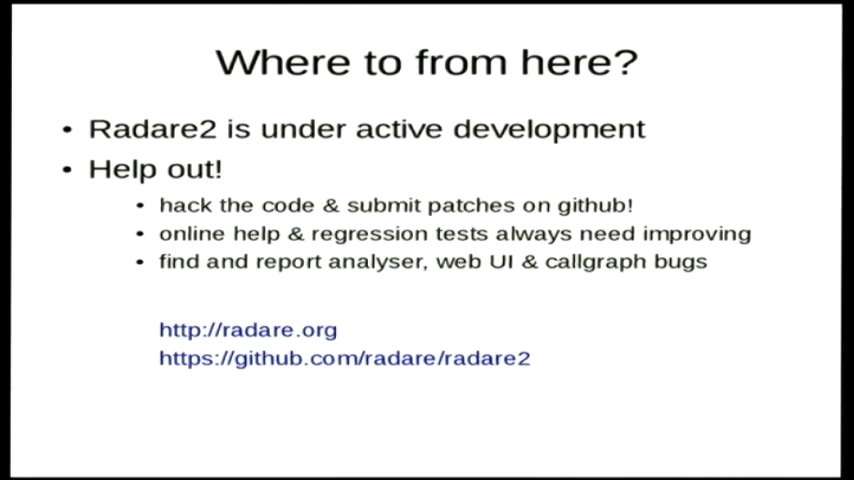 Where to from here?
• Radare2 is under active development
• Help out!
• hack the code & submit patches on github!
• online help & regression tests always need improving
• find and report analyser, web UI & callgraph bugs
http://radare.org
https://github.com/radare/radare2